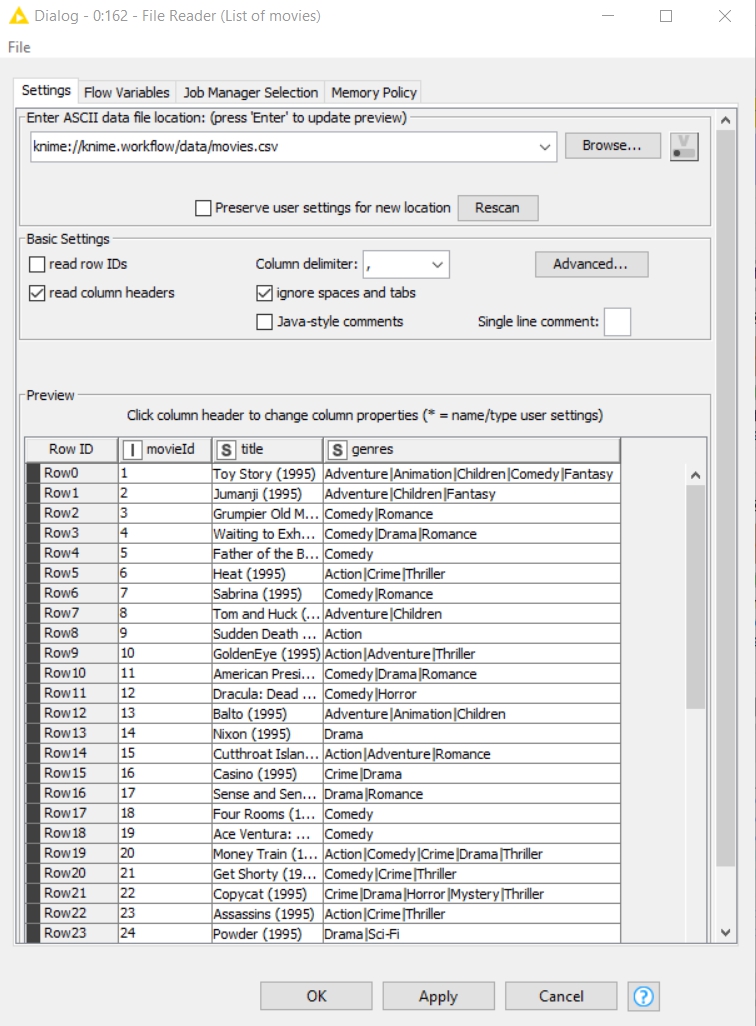 Dialog - 0:162 - File Reader (List of movies)
File
Settings Flow Variables Job Manager Selection Memory Policy
Enter ASCII data file location: (press 'Enter' to update preview)
knime://knime.workflow/data/movies.csv Browse... V
Preserve user settings for new location Rescan
Basic Settings
read row IDs Column delimiter: , Advanced...
read column headers ignore spaces and tabs
Java-style comments Single line comment:
Preview
Click column header to change column properties (* = name/type user settings)
Row ID I movieId S title S genres
Row0 1 Toy Story (1995) Adventure|Animation|Children|Comedy|Fantasy
Row1 2 Jumanji (1995) Adventure|Children|Fantasy
Row2 3 Grumpier Old M... Comedy|Romance
Row3 4 Waiting to Exh... Comedy|Drama|Romance
Row4 5 Father of the B... Comedy
Row5 6 Heat (1995) Action|Crime|Thriller
Row6 7 Sabrina (1995) Comedy|Romance
Row7 8 Tom and Huck (... Adventure|Children
Row8 9 Sudden Death ... Action
Row9 10 GoldenEye (1995) Action|Adventure|Thriller
Row10 11 American Presi... Comedy|Drama|Romance
Row11 12 Dracula: Dead ... Comedy|Horror
Row12 13 Balto (1995) Adventure|Animation|Children
Row13 14 Nixon (1995) Drama
Row14 15 Cutthroat Islan... Action|Adventure|Romance
Row15 16 Casino (1995) Crime|Drama
Row16 17 Sense and Sen... Drama|Romance
Row17 18 Four Rooms (1... Comedy
Row18 19 Ace Ventura: ... Comedy
Row19 20 Money Train (1... Action|Comedy|Crime|Drama|Thriller
Row20 21 Get Shorty (19... Comedy|Crime|Thriller
Row21 22 Copycat (1995) Crime|Drama|Horror|Mystery|Thriller
Row22 23 Assassins (1995) Action|Crime|Thriller
Row23 24 Powder (1995) Drama|Sci-Fi
OK Apply Cancel ?